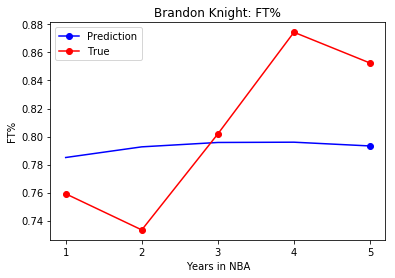 Brandon Knight: FT%
Prediction
True
FT%
0.88
0.86
0.84
0.82
0.80
0.78
0.76
0.74
1 2 3 4 5
Years in NBA